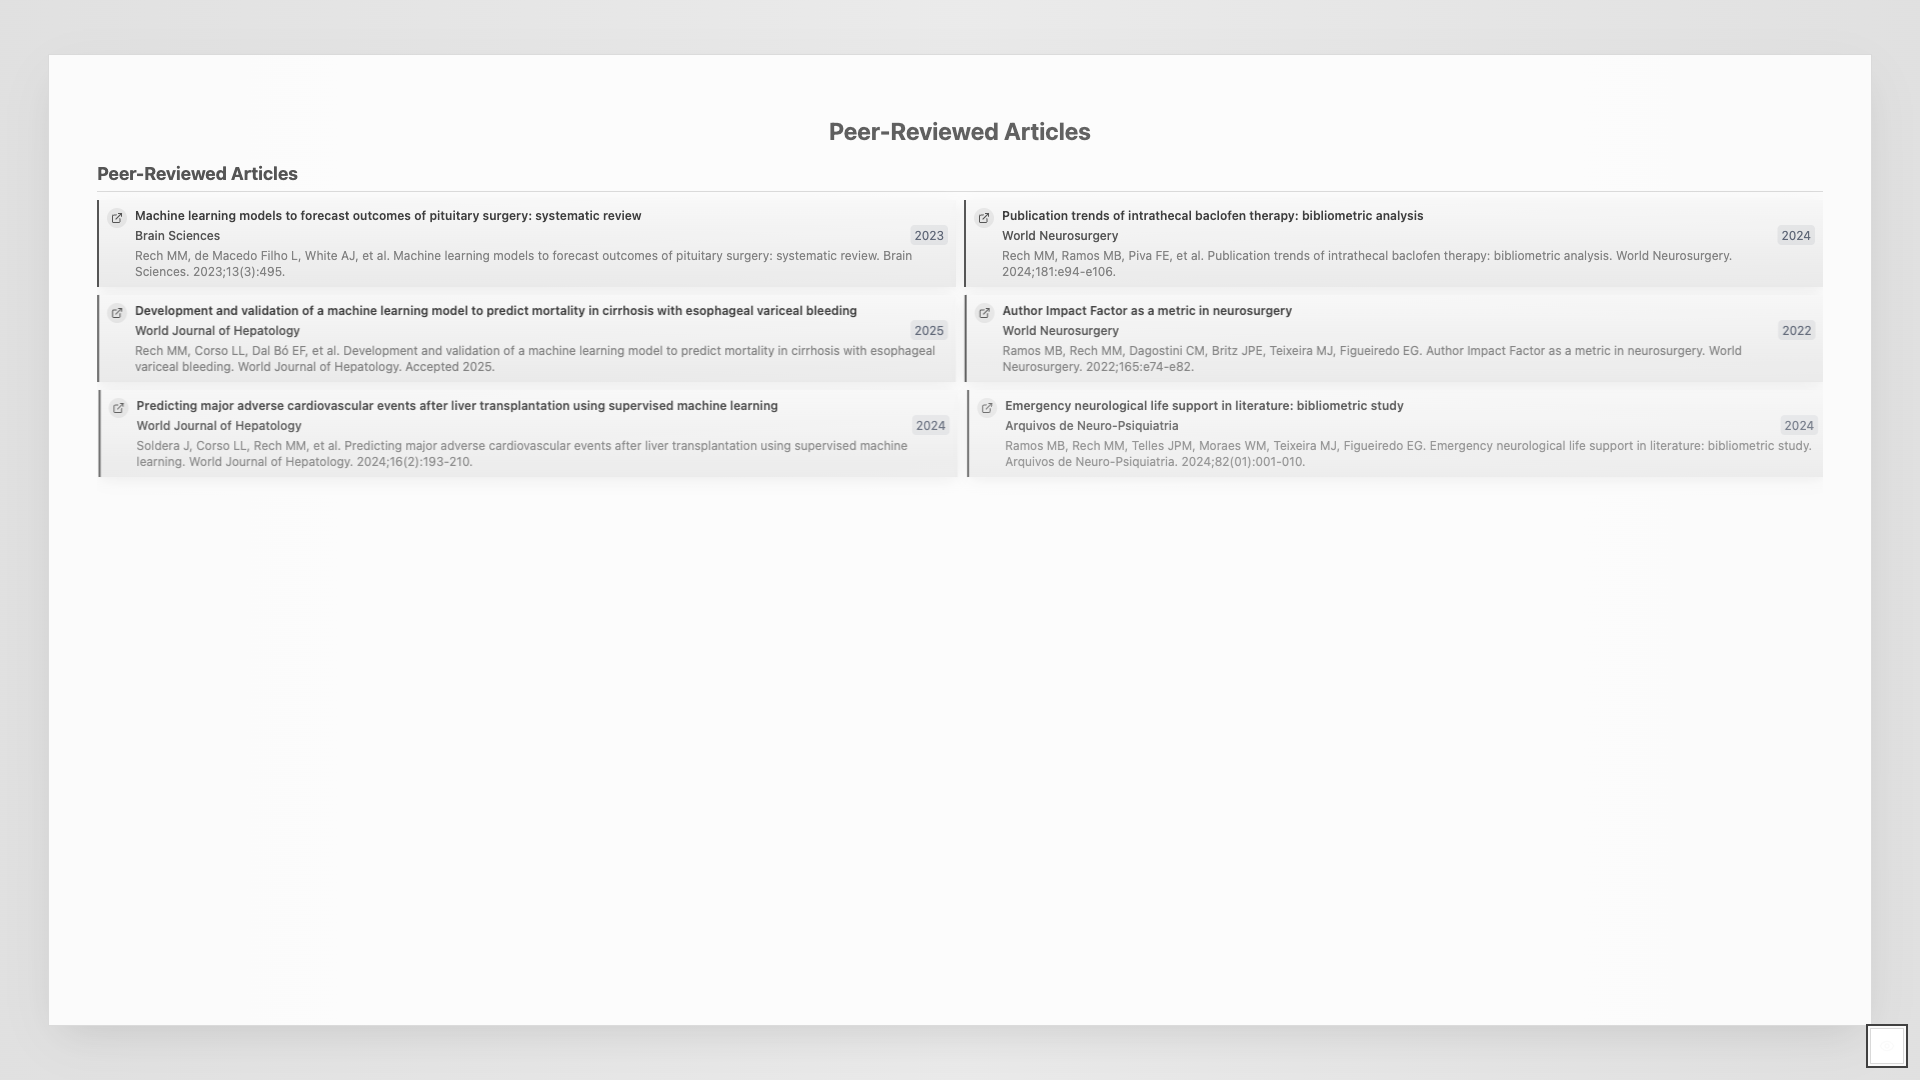 Peer-Reviewed Articles
Peer-Reviewed Articles
Machine learning models to forecast outcomes of pituitary surgery: systematic review
Brain Sciences
2023
Rech MM, de Macedo Filho L, White AJ, et al. Machine learning models to forecast outcomes of pituitary surgery: systematic review. Brain
Sciences. 2023;13(3):495.
Publication trends of intrathecal baclofen therapy: bibliometric analysis
World Neurosurgery
2024
Rech MM, Ramos MB, Piva FE, et al. Publication trends of intrathecal baclofen therapy: bibliometric analysis. World Neurosurgery.
2024;181:e94-e106.
Development and validation of a machine learning model to predict mortality in cirrhosis with esophageal variceal bleeding
World Journal of Hepatology
2025
Rech MM, Corso LL, Dal Bó EF, et al. Development and validation of a machine learning model to predict mortality in cirrhosis with esophageal
variceal bleeding. World Journal of Hepatology. Accepted 2025.
Author Impact Factor as a metric in neurosurgery
World Neurosurgery
2022
Ramos MB, Rech MM, Dagostini CM, Britz JPE, Teixeira MJ, Figueiredo EG. Author Impact Factor as a metric in neurosurgery. World
Neurosurgery. 2022;165:e74-e82.
Predicting major adverse cardiovascular events after liver transplantation using supervised machine learning
World Journal of Hepatology
2024
Soldera J, Corso LL, Rech MM, et al. Predicting major adverse cardiovascular events after liver transplantation using supervised machine
learning. World Journal of Hepatology. 2024;16(2):193-210.
Emergency neurological life support in literature: bibliometric study
Arquivos de Neuro-Psiquiatria
2024
Ramos MB, Rech MM, Telles JPM, Moraes WM, Teixeira MJ, Figueiredo EG. Emergency neurological life support in literature: bibliometric study.
Arquivos de Neuro-Psiquiatria. 2024;82(01):001-010.